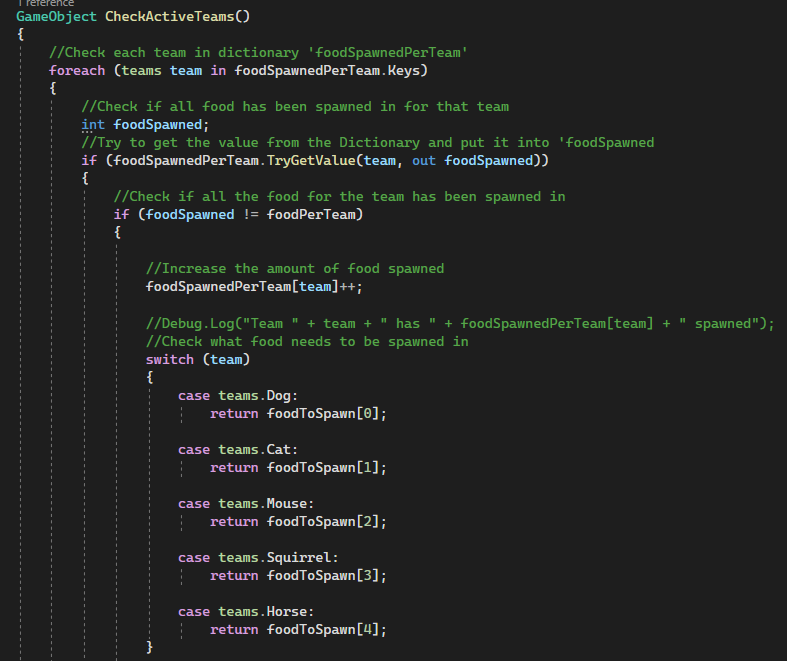 1 reference
GameObject CheckActiveTeams()
{
//Check each team in dictionary 'foodSpawnedPerTeam'
foreach (teams team in foodSpawnedPerTeam.Keys)
{
//Check if all food has been spawned in for that team
int foodSpawned;
//Try to get the value from the Dictionary and put it into 'foodSpawned
if (foodSpawnedPerTeam.TryGetValue(team, out foodSpawned))
{
//Check if all the food for the team has been spawned in
if (foodSpawned != foodPerTeam)
{
//Increase the amount of food spawned
foodSpawnedPerTeam[team]++;
//Debug.Log("Team " + team + " has " + foodSpawnedPerTeam[team] + " spawned");
//Check what food needs to be spawned in
switch (team)
{
case teams.Dog:
return foodToSpawn[0];
case teams.Cat:
return foodToSpawn[1];
case teams.Mouse:
return foodToSpawn[2];
case teams.Squirrel:
return foodToSpawn[3];
case teams.Horse:
return foodToSpawn[4];
}